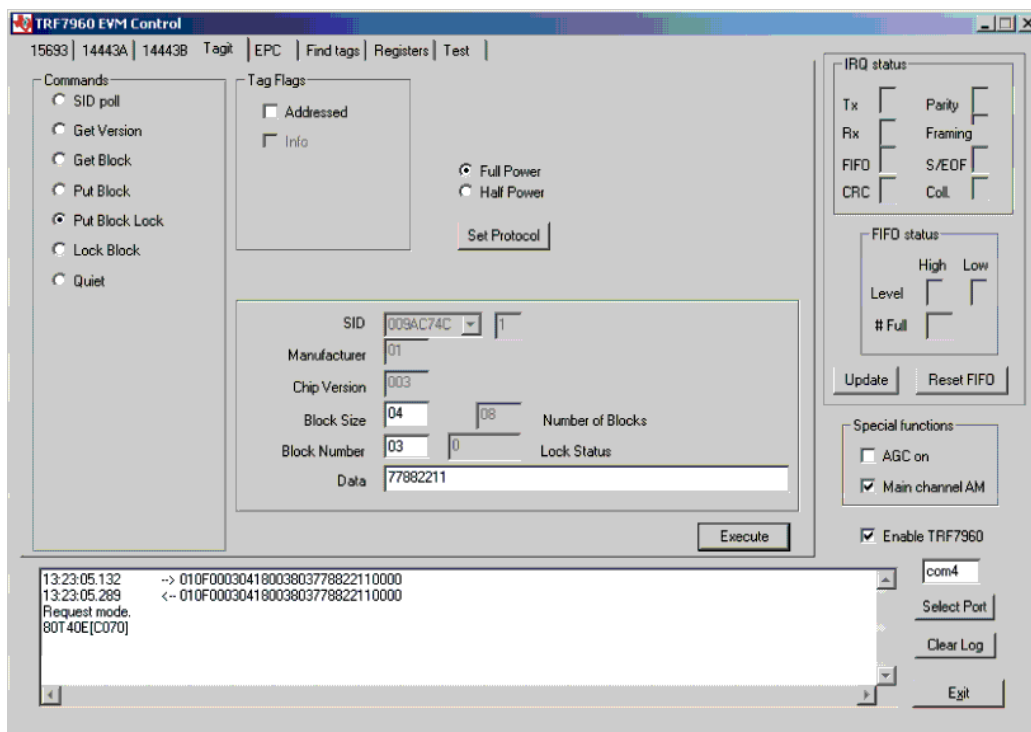 TRF7960 EVM Control
15693 14443A 14443B Tagit EPC Find tags Registers Test
Commands
SID poll
Get Version
Get Block
Put Block
Put Block Lock
Lock Block
Quiet
Tag Flags
Addressed
Info
Full Power
Half Power
Set Protocol
SID 009AC74C 1
Manufacturer 01
Chip Version 003
Block Size 04 08 Number of Blocks
Block Number 03 0 Lock Status
Data 77882211
Execute
IRQ status
Tx Parity
Rx Framing
FIFO S/EOF
CRC Coll.
FIFO status
High Low
Level
# Full
Update Reset FIFO
Special functions
AGC on
Main channel AM
Enable TRF7960
com4
Select Port
Clear Log
Exit
13:23:05.132 --> 010F00030418003803778822110000
13:23:05.289 <-- 010F00030418003803778822110000
Request mode.
80T40E[C070]